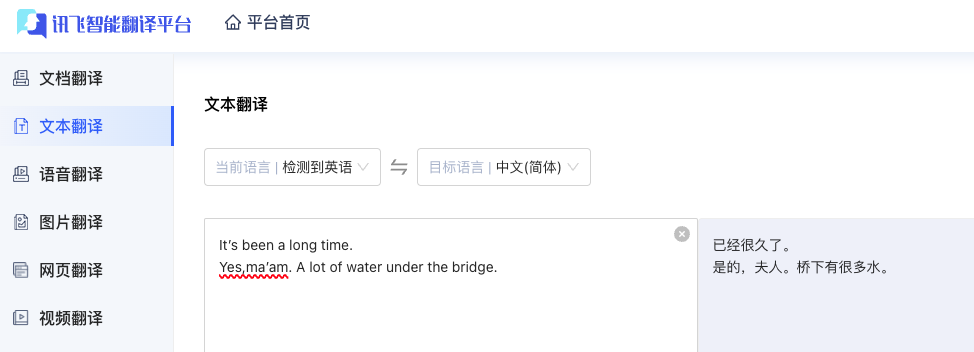 讯飞智能翻译平台
平台首页
文档翻译
文本翻译
语音翻译
图片翻译
网页翻译
视频翻译
文本翻译
当前语言 | 检测到英语
目标语言 | 中文(简体)
It's been a long time.
Yes,ma'am. A lot of water under the bridge.
已经很久了。
是的，夫人。桥下有很多水。